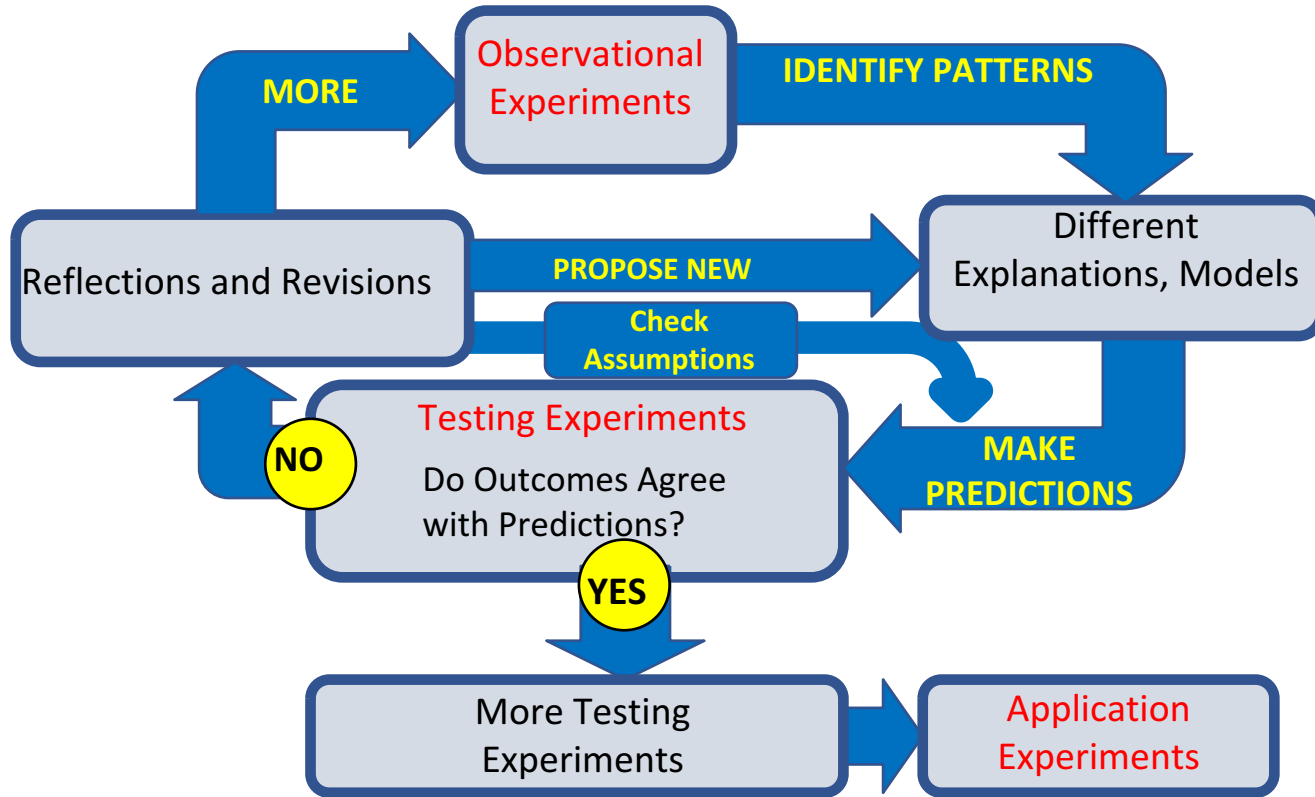 Observational
Experiments
IDENTIFY PATTERNS
MORE
Different
Explanations, Models
Reflections and Revisions
PROPOSE NEW
Check
Assumptions
Testing Experiments
Do Outcomes Agree
with Predictions?
NO
MAKE
PREDICTIONS
YES
More Testing
Experiments
Application
Experiments